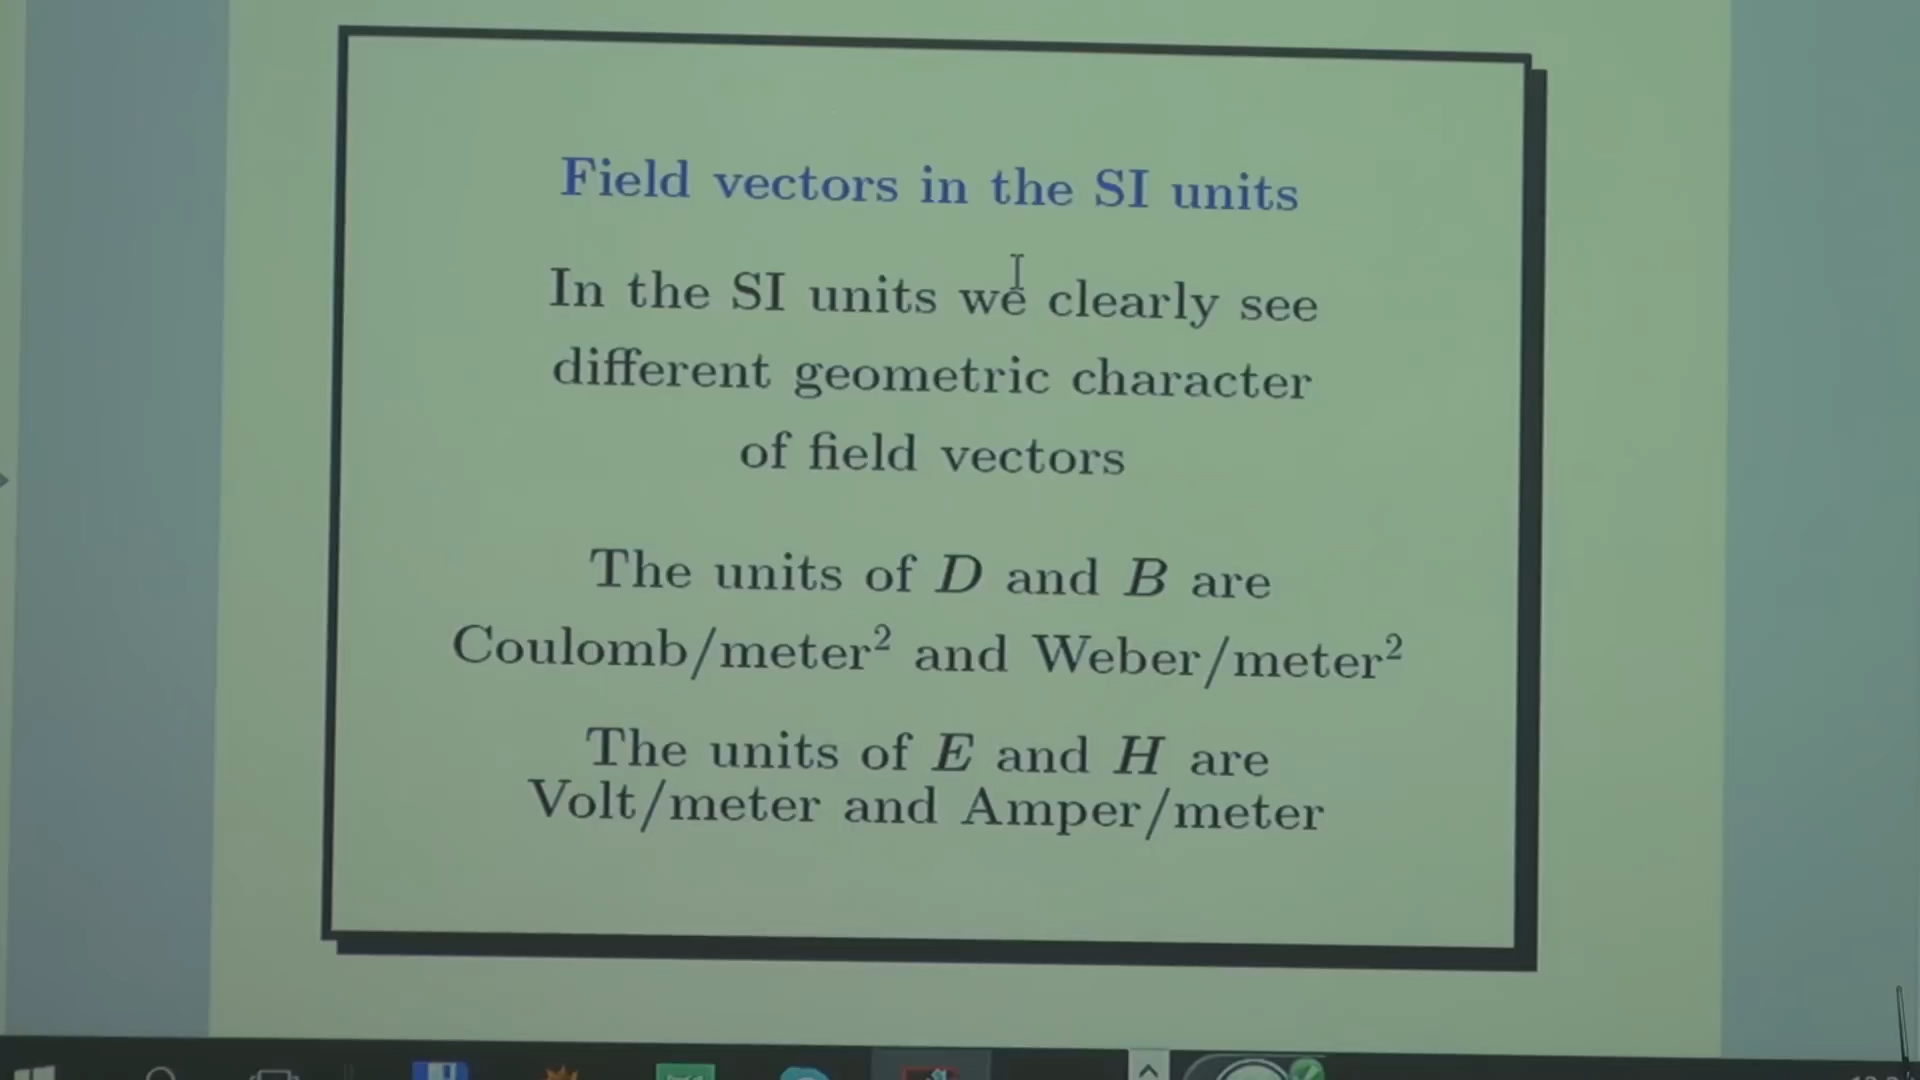 Field vectors in the SI units
In the SI units we clearly see
different geometric character
of field vectors
The units of D and B are
Coulomb/meter² and Weber/meter²
The units of E and H are
Volt/meter and Amper/meter